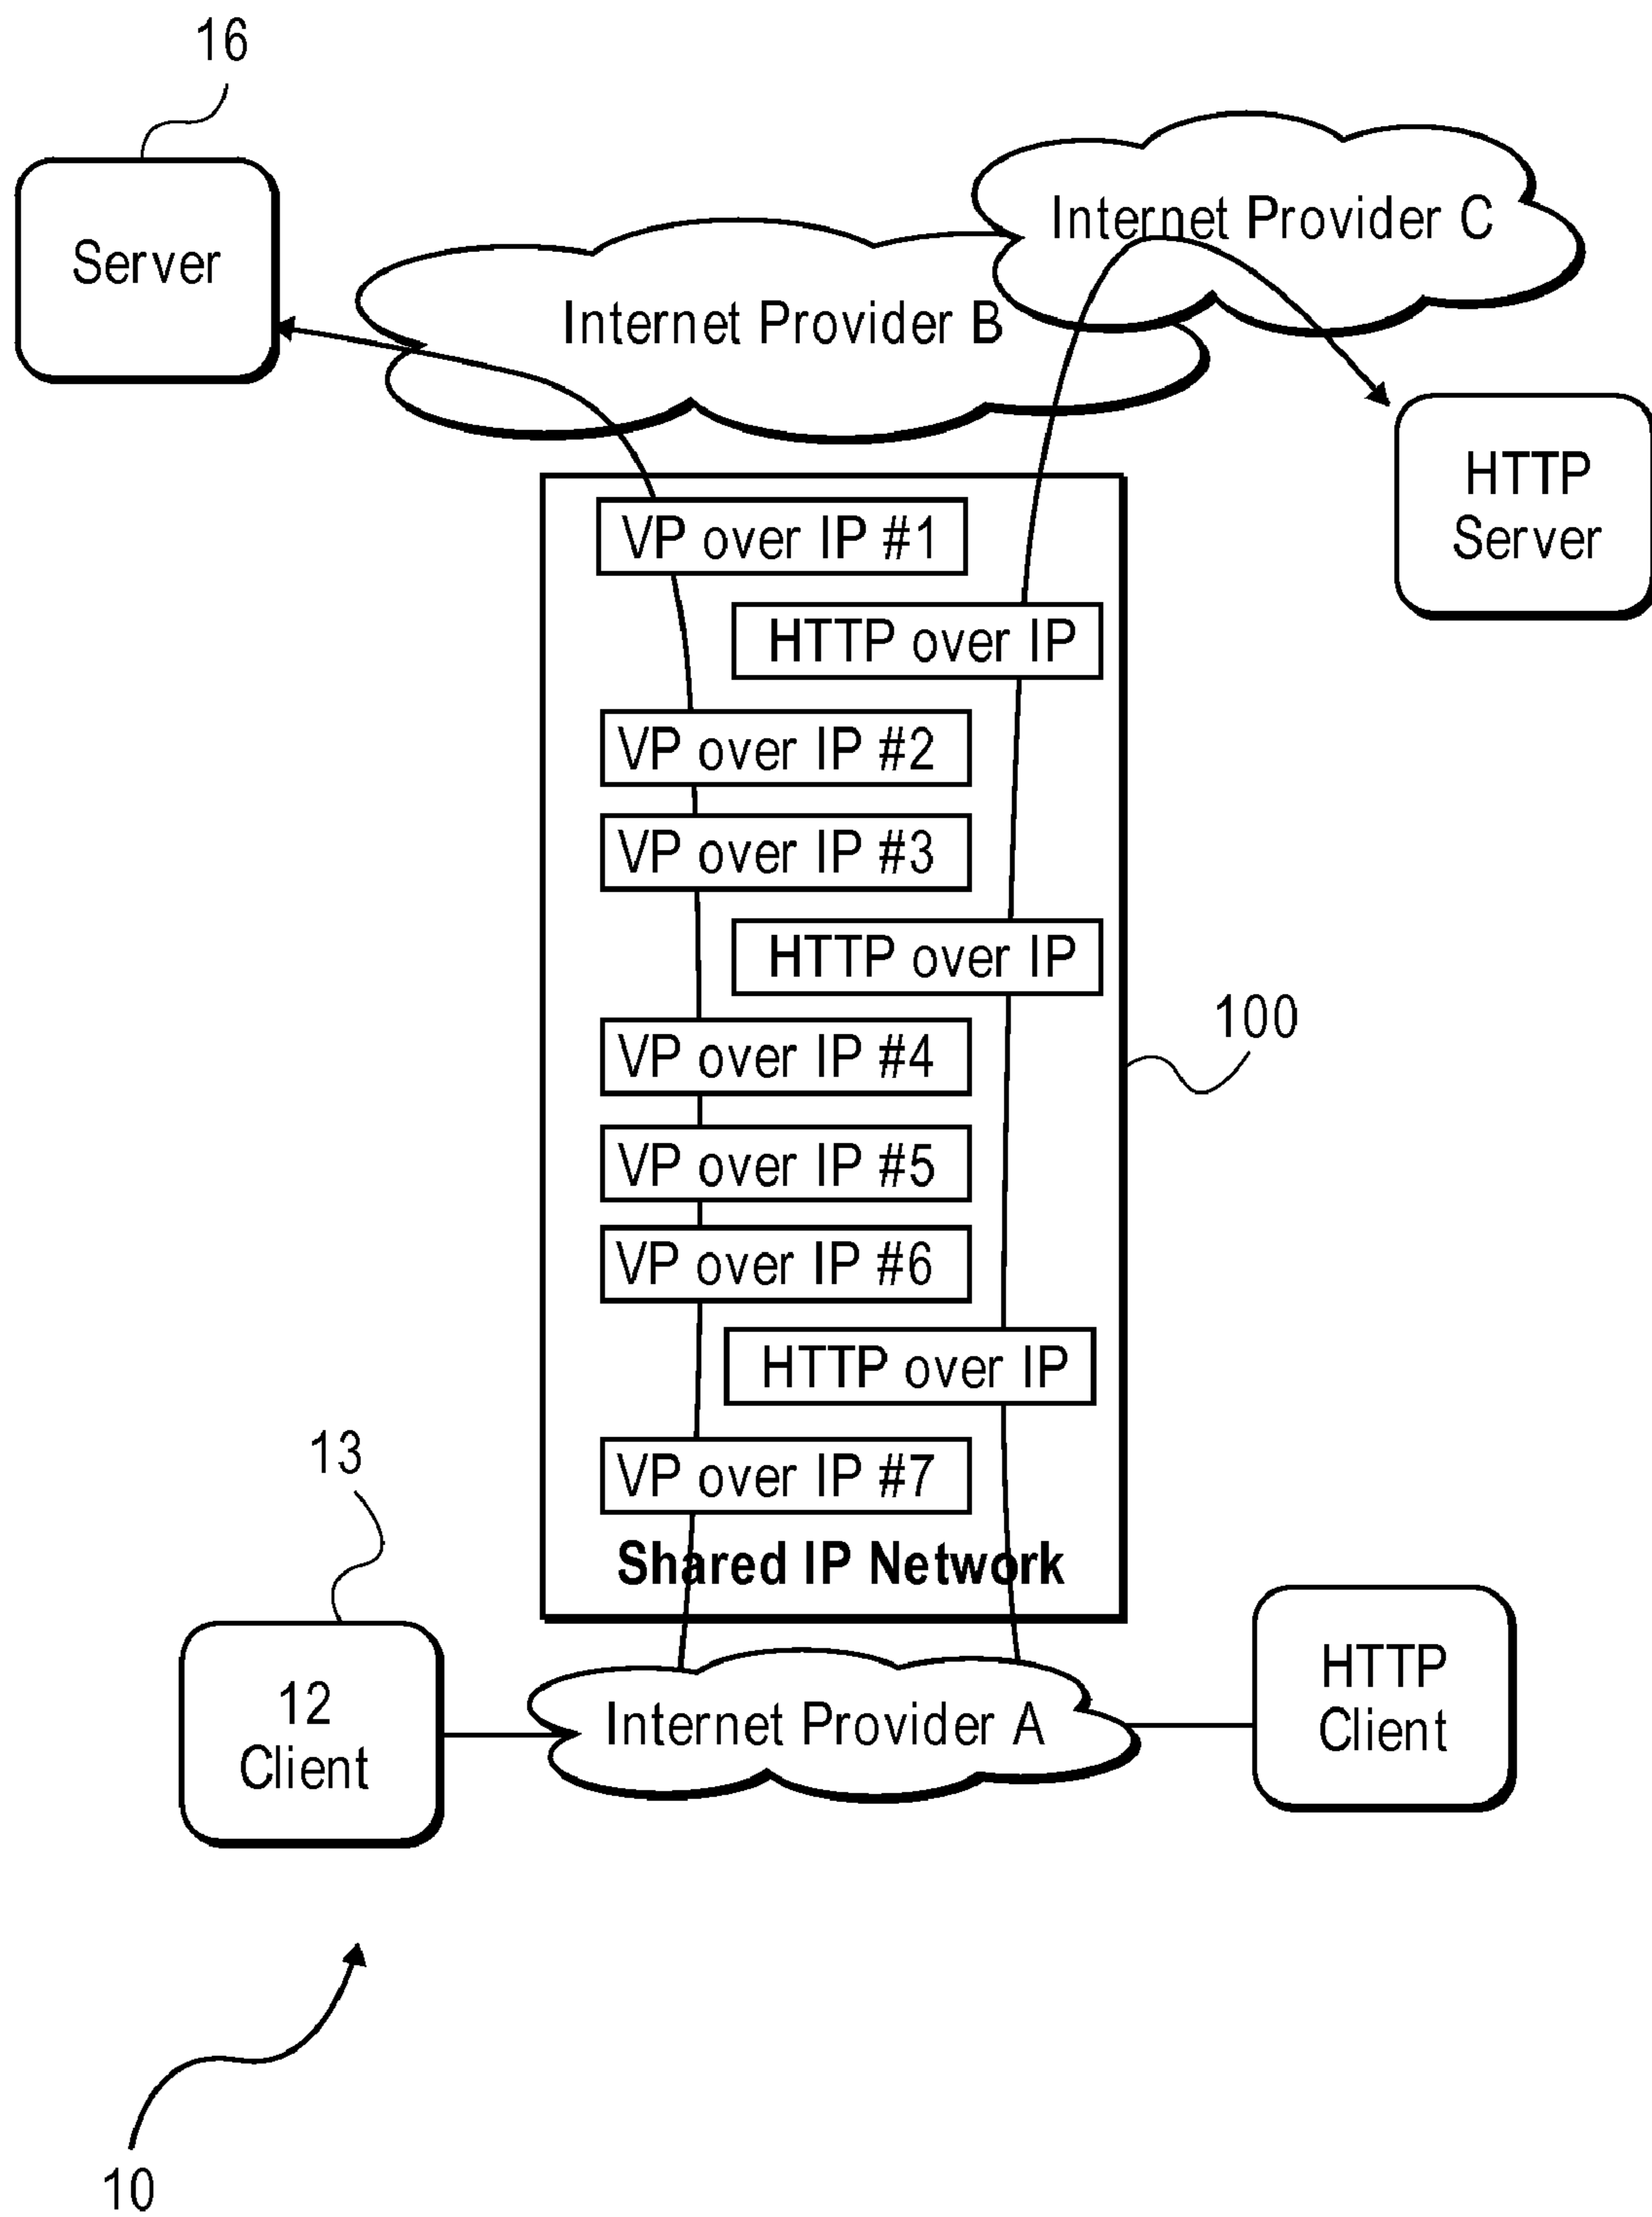 16
Server
Internet Provider C
Internet Provider B
HTTP
Server
VP over IP #1
HTTP over IP
VP over IP #2
VP over IP #3
HTTP over IP
100
VP over IP #4
VP over IP #5
VP over IP #6
HTTP over IP
13
VP over IP #7
Shared IP Network
12
Client
Internet Provider A
HTTP
Client
10